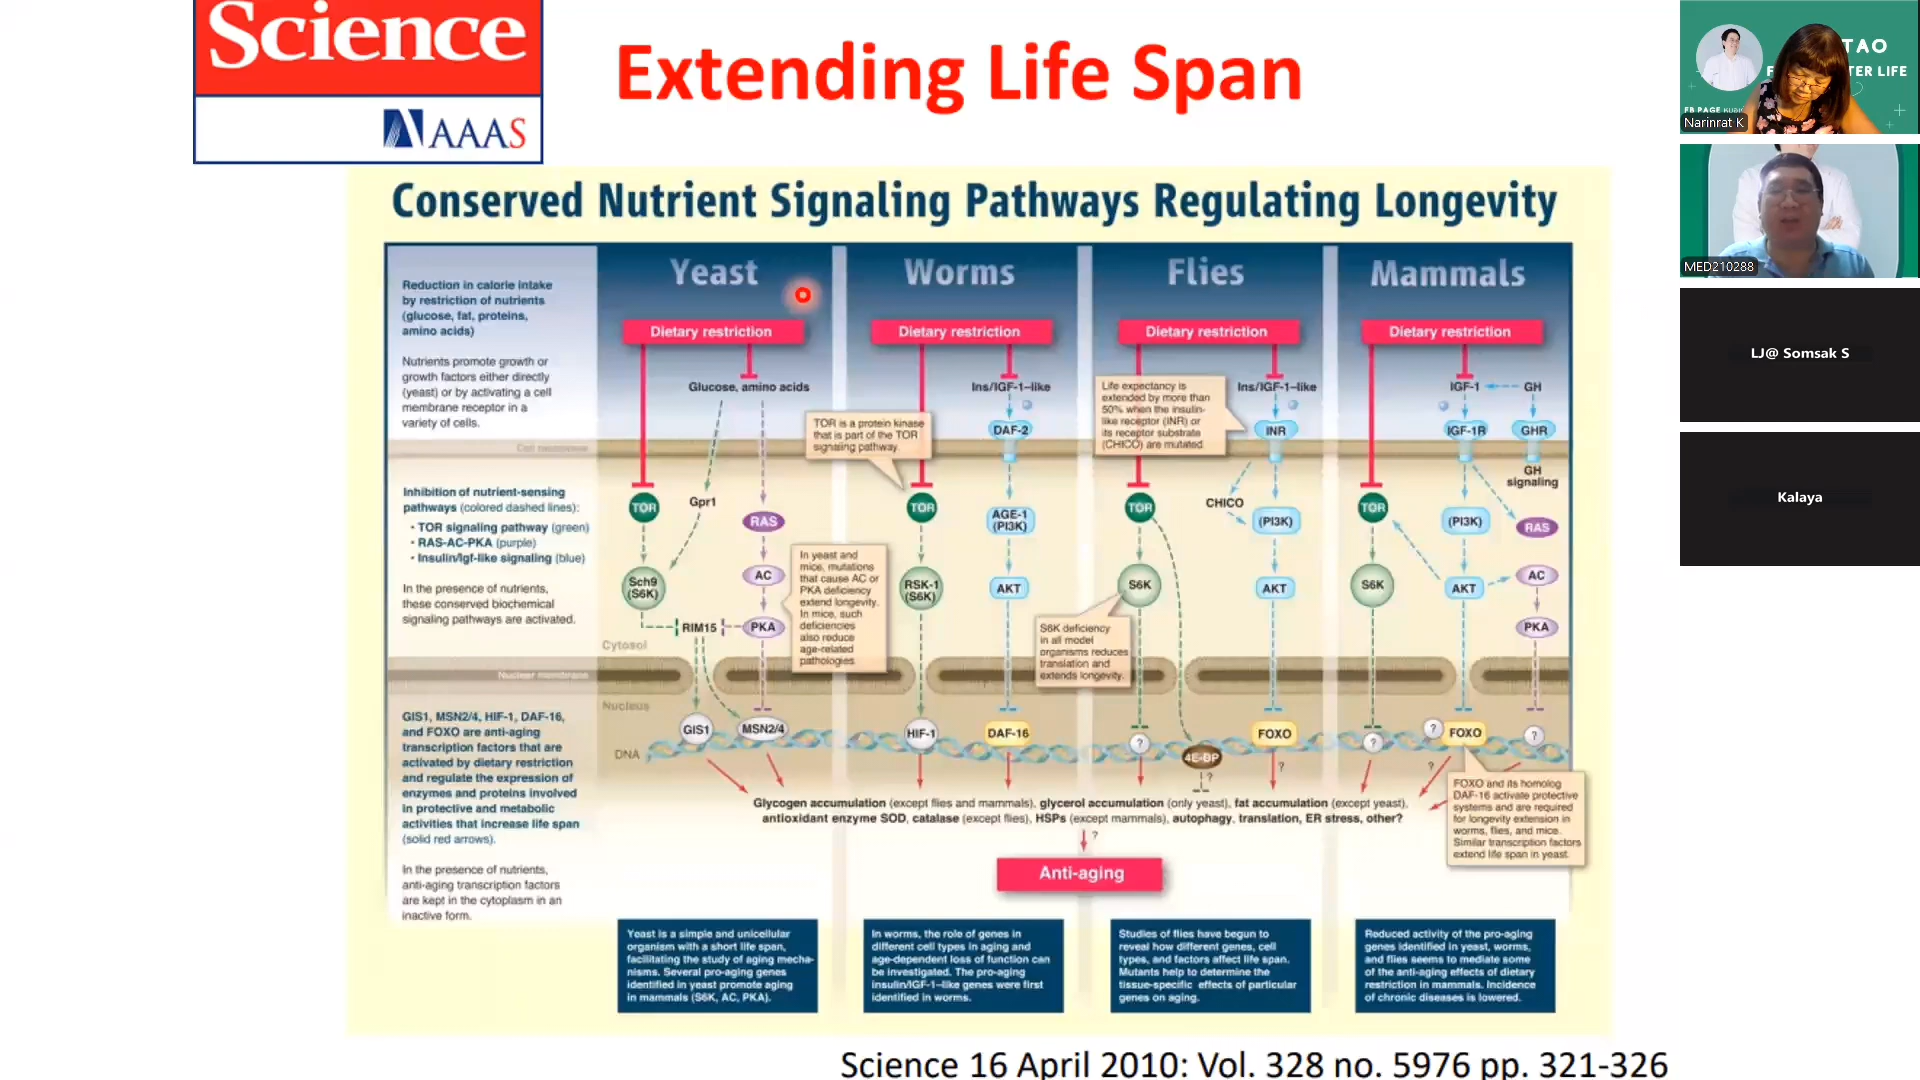 Science
AAAS
Extending Life Span
Conserved Nutrient Signaling Pathways Regulating Longevity
Reduction in calorie intake
by restriction of nutrients
(glucose, fat, proteins,
amino acids)
Nutrients promote growth or
growth factors either directly
(yeast) or by activating a cell
membrane receptor in a
variety of cells.
Cell membrane
Inhibition of nutrient-sensing
pathways (colored dashed lines):
• TOR signaling pathway (green)
• RAS-AC-PKA (purple)
• Insulin/Igf-like signaling (blue)
In the presence of nutrients,
these conserved biochemical
signaling pathways are activated.
Nuclear membrane
GIS1, MSN2/4, HIF-1, DAF-16,
and FOXO are anti-aging
transcription factors that are
activated by dietary restriction
and regulate the expression of
enzymes and proteins involved
in protective and metabolic
activities that increase life span
(solid red arrows).
In the presence of nutrients,
anti-aging transcription factors
are kept in the cytoplasm in an
inactive form.
Yeast
Dietary restriction
Glucose, amino acids
TOR
Gpr1
RAS
Sch9
(S6K)
AC
RIM15
PKA
Cytosol
Nucleus
GIS1
MSN2/4
DNA
TOR is a protein kinase
that is part of the TOR
signaling pathway.
In yeast and
mice, mutations
that cause AC or
PKA deficiency
extend longevity.
In mice, such
deficiencies
also reduce
age-related
pathologies
Worms
Dietary restriction
Ins/IGF-1–like
DAF-2
TOR
AGE-1
(PI3K)
RSK-1
(S6K)
AKT
HIF-1
DAF-16
Flies
Dietary restriction
Life expectancy is
extended by more than
50% when the insulin-
like receptor (INR) or
its receptor substrate
(CHICO) are mutated
Ins/IGF-1–like
INR
TOR
CHICO
(PI3K)
S6K
AKT
S6K deficiency
in all model
organisms reduces
translation and
extends longevity.
?
4E-BP
?
FOXO
?
Mammals
Dietary restriction
IGF-1
GH
IGF-1R
GHR
GH
signaling
TOR
(PI3K)
RAS
S6K
AKT
AC
PKA
?
?
FOXO
?
?
FOXO and its homolog
DAF-16 activate protective
systems and are required
for longevity extension in
worms, flies, and mice.
Similar transcription factors
extend life span in yeast.
Glycogen accumulation (except flies and mammals), glycerol accumulation (only yeast), fat accumulation (except yeast),
antioxidant enzyme SOD, catalase (except flies), HSPs (except mammals), autophagy, translation, ER stress, other?
?
Anti-aging
Yeast is a simple and unicellular
organism with a short life span,
facilitating the study of aging mecha-
nisms. Several pro-aging genes
identified in yeast promote aging
in mammals (S6K, AC, PKA).
In worms, the role of genes in
different cell types in aging and
age-dependent loss of function can
be investigated. The pro-aging
insulin/IGF-1–like genes were first
identified in worms.
Studies of flies have begun to
reveal how different genes, cell
types, and factors affect life span.
Mutants help to determine the
tissue-specific effects of particular
genes on aging.
Reduced activity of the pro-aging
genes identified in yeast, worms,
and flies seems to mediate some
of the anti-aging effects of dietary
restriction in mammals. Incidence
of chronic diseases is lowered.
Science 16 April 2010: Vol. 328 no. 5976 pp. 321-326
TAO
F TER LIFE
FB PAGE
Narinrat K
MED210288
LJ@ Somsak S
Kalaya